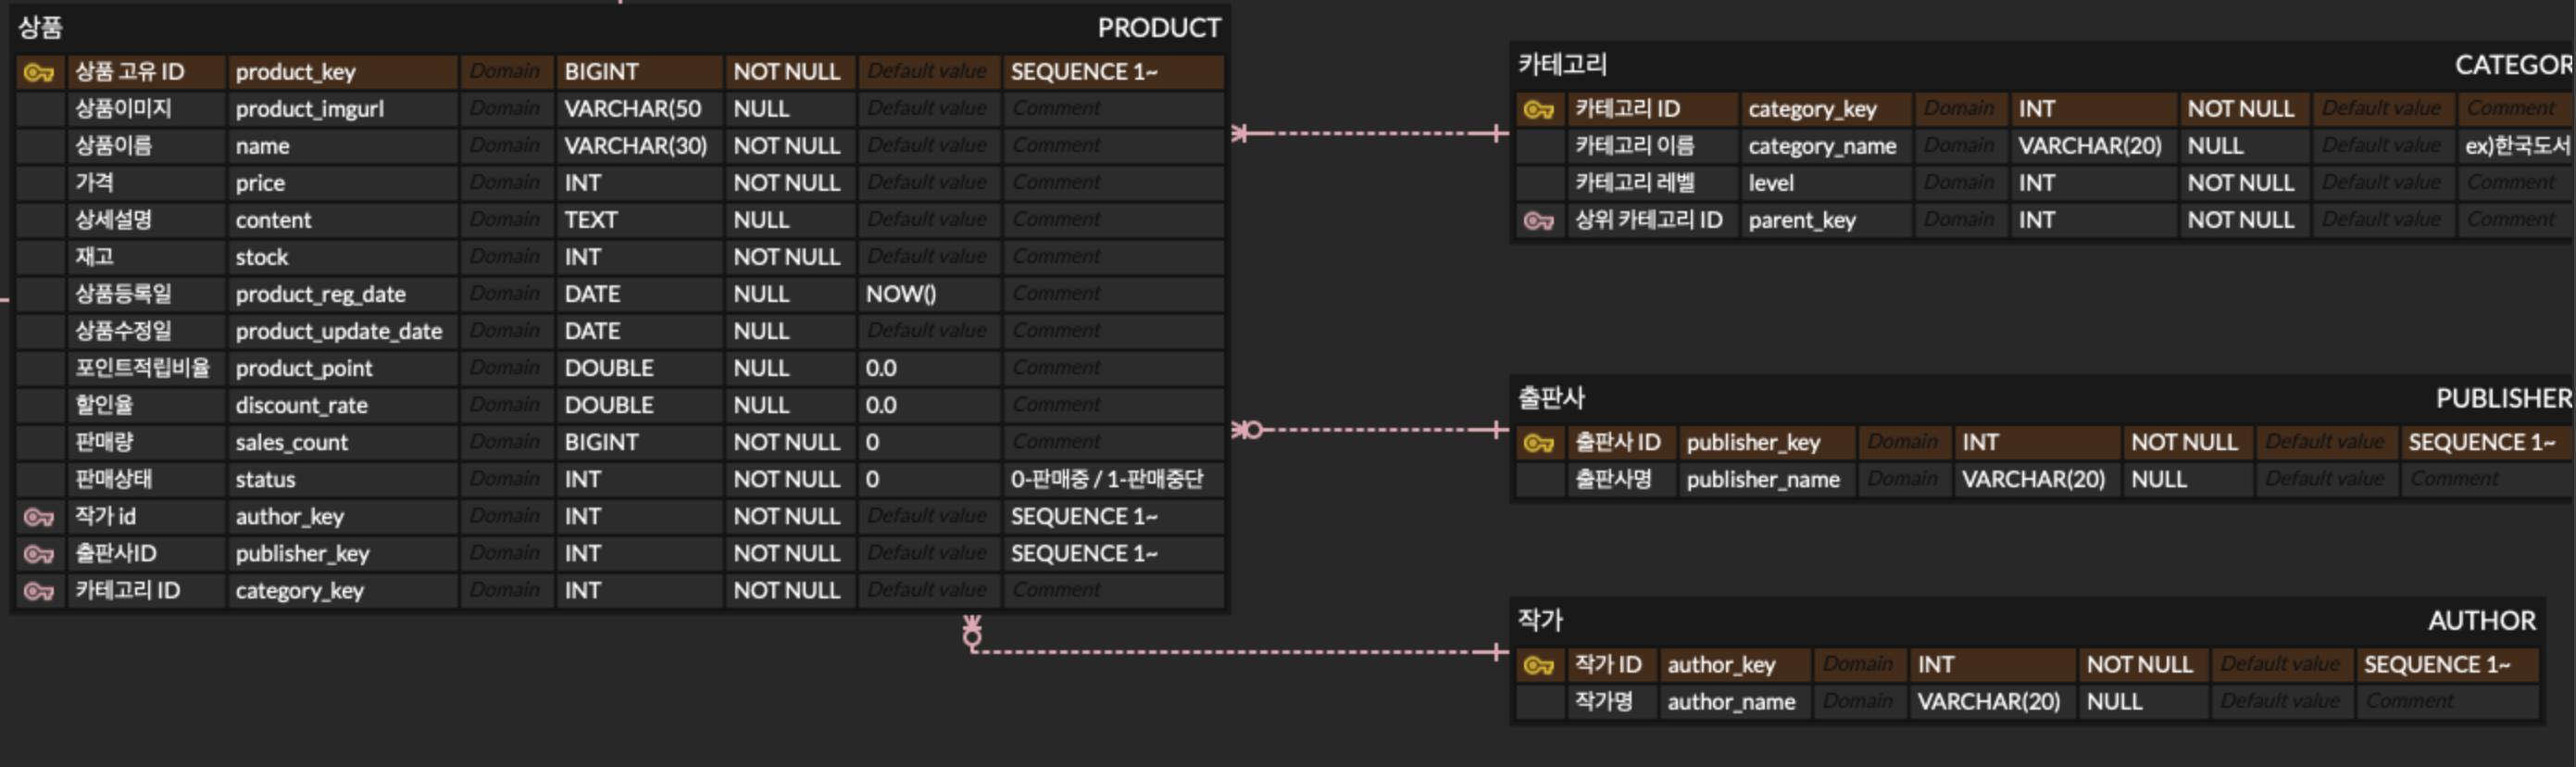 상품 PRODUCT
상품 고유 ID product_key Domain BIGINT NOT NULL Default value SEQUENCE 1~
상품이미지 product_imgurl Domain VARCHAR(50 NULL Default value Comment
상품이름 name Domain VARCHAR(30) NOT NULL Default value Comment
가격 price Domain INT NOT NULL Default value Comment
상세설명 content Domain TEXT NULL Default value Comment
재고 stock Domain INT NOT NULL Default value Comment
상품등록일 product_reg_date Domain DATE NULL NOW() Comment
상품수정일 product_update_date Domain DATE NULL Default value Comment
포인트적립비율 product_point Domain DOUBLE NULL 0.0 Comment
할인율 discount_rate Domain DOUBLE NULL 0.0 Comment
판매량 sales_count Domain BIGINT NOT NULL 0 Comment
판매상태 status Domain INT NOT NULL 0 0-판매중 / 1-판매중단
작가 id author_key Domain INT NOT NULL Default value SEQUENCE 1~
출판사ID publisher_key Domain INT NOT NULL Default value SEQUENCE 1~
카테고리 ID category_key Domain INT NOT NULL Default value Comment
카테고리 CATEGOR
카테고리 ID category_key Domain INT NOT NULL Default value Comment
카테고리 이름 category_name Domain VARCHAR(20) NULL Default value ex)한국도서
카테고리 레벨 level Domain INT NOT NULL Default value Comment
상위 카테고리 ID parent_key Domain INT NOT NULL Default value Comment
출판사 PUBLISHER
출판사 ID publisher_key Domain INT NOT NULL Default value SEQUENCE 1~
출판사명 publisher_name Domain VARCHAR(20) NULL Default value Comment
작가 AUTHOR
작가 ID author_key Domain INT NOT NULL Default value SEQUENCE 1~
작가명 author_name Domain VARCHAR(20) NULL Default value Comment